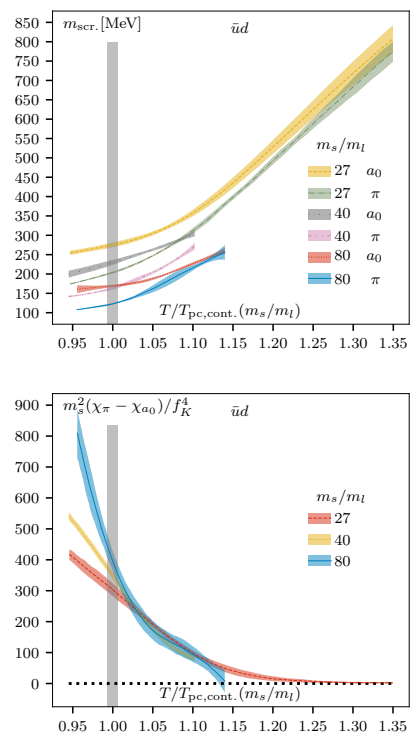 m_scr. [MeV]
ūd
850
800
750
700
650
600
550
500
450
400
350
300
250
200
150
100
m_s/m_l
27 a_0
27 π
40 a_0
40 π
80 a_0
80 π
T/T_pc,cont.(m_s/m_l)
0.95 1.00 1.05 1.10 1.15 1.20 1.25 1.30 1.35
m_s^2(χ_π − χ_{a_0})/f_K^4
ūd
900
800
700
600
500
400
300
200
100
0
m_s/m_l
27
40
80
T/T_pc,cont.(m_s/m_l)
0.95 1.00 1.05 1.10 1.15 1.20 1.25 1.30 1.35